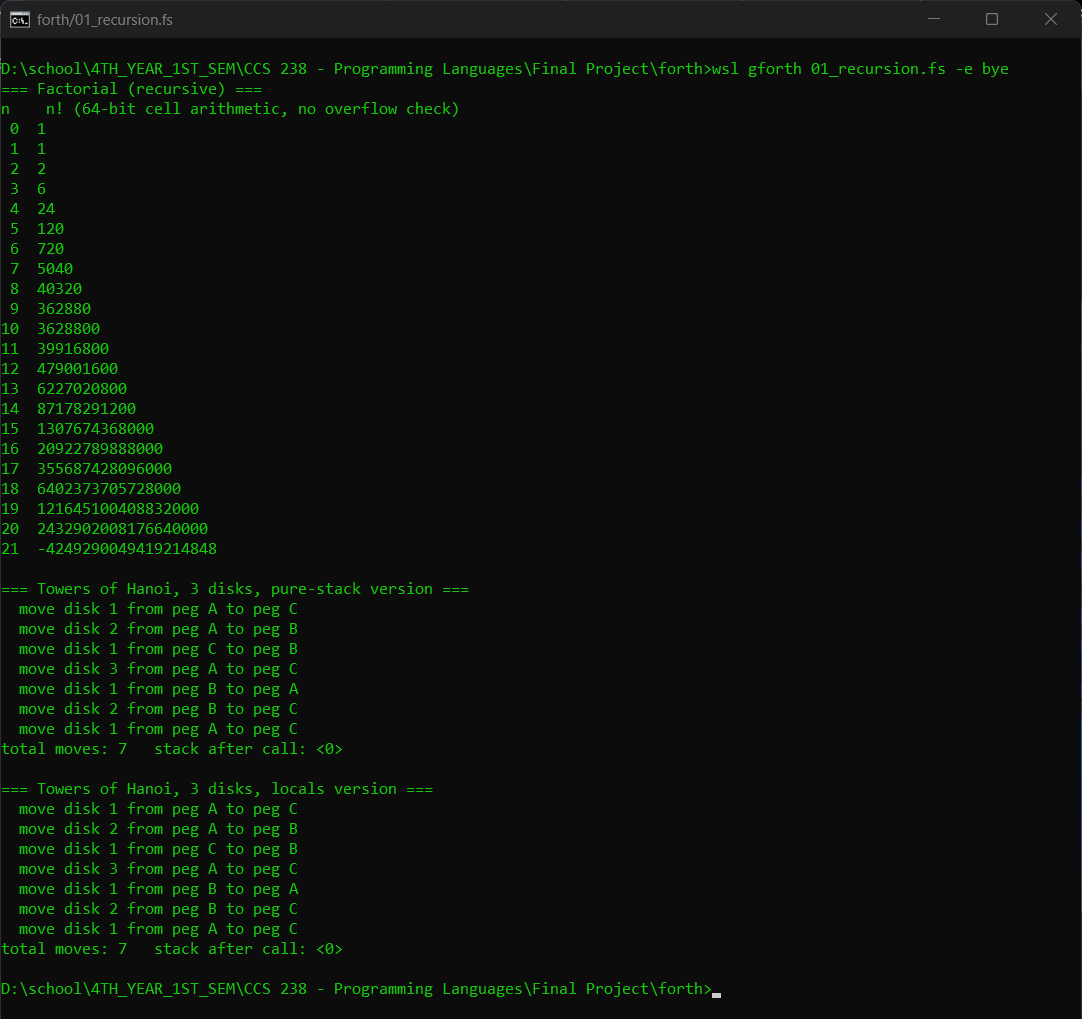 forth/01_recursion.fs
D:\school\4TH_YEAR_1ST_SEM\CCS 238 - Programming Languages\Final Project\forth>wsl gforth 01_recursion.fs -e bye
=== Factorial (recursive) ===
n    n! (64-bit cell arithmetic, no overflow check)
 0  1
 1  1
 2  2
 3  6
 4  24
 5  120
 6  720
 7  5040
 8  40320
 9  362880
10  3628800
11  39916800
12  479001600
13  6227020800
14  87178291200
15  1307674368000
16  20922789888000
17  355687428096000
18  6402373705728000
19  121645100408832000
20  2432902008176640000
21  -4249290049419214848

=== Towers of Hanoi, 3 disks, pure-stack version ===
  move disk 1 from peg A to peg C
  move disk 2 from peg A to peg B
  move disk 1 from peg C to peg B
  move disk 3 from peg A to peg C
  move disk 1 from peg B to peg A
  move disk 2 from peg B to peg C
  move disk 1 from peg A to peg C
total moves: 7   stack after call: <0>

=== Towers of Hanoi, 3 disks, locals version ===
  move disk 1 from peg A to peg C
  move disk 2 from peg A to peg B
  move disk 1 from peg C to peg B
  move disk 3 from peg A to peg C
  move disk 1 from peg B to peg A
  move disk 2 from peg B to peg C
  move disk 1 from peg A to peg C
total moves: 7   stack after call: <0>

D:\school\4TH_YEAR_1ST_SEM\CCS 238 - Programming Languages\Final Project\forth>